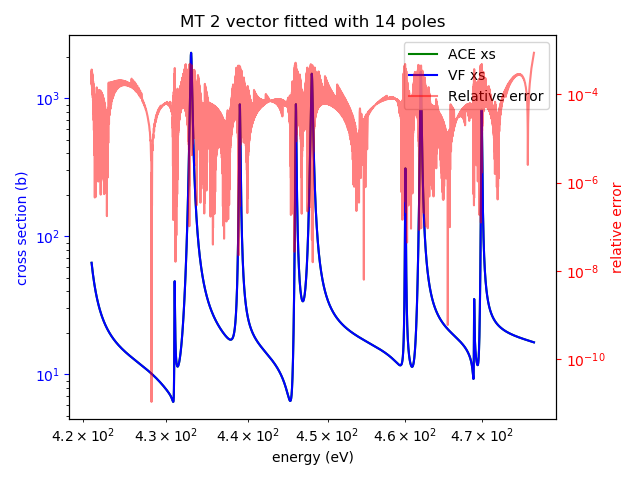 MT 2 vector fitted with 14 poles
ACE xs
VF xs
Relative error
10³
10²
10¹
cross section (b)
10⁻⁴
10⁻⁶
10⁻⁸
10⁻¹⁰
relative error
4.2 × 10² 4.3 × 10² 4.4 × 10² 4.5 × 10² 4.6 × 10² 4.7 × 10²
energy (eV)